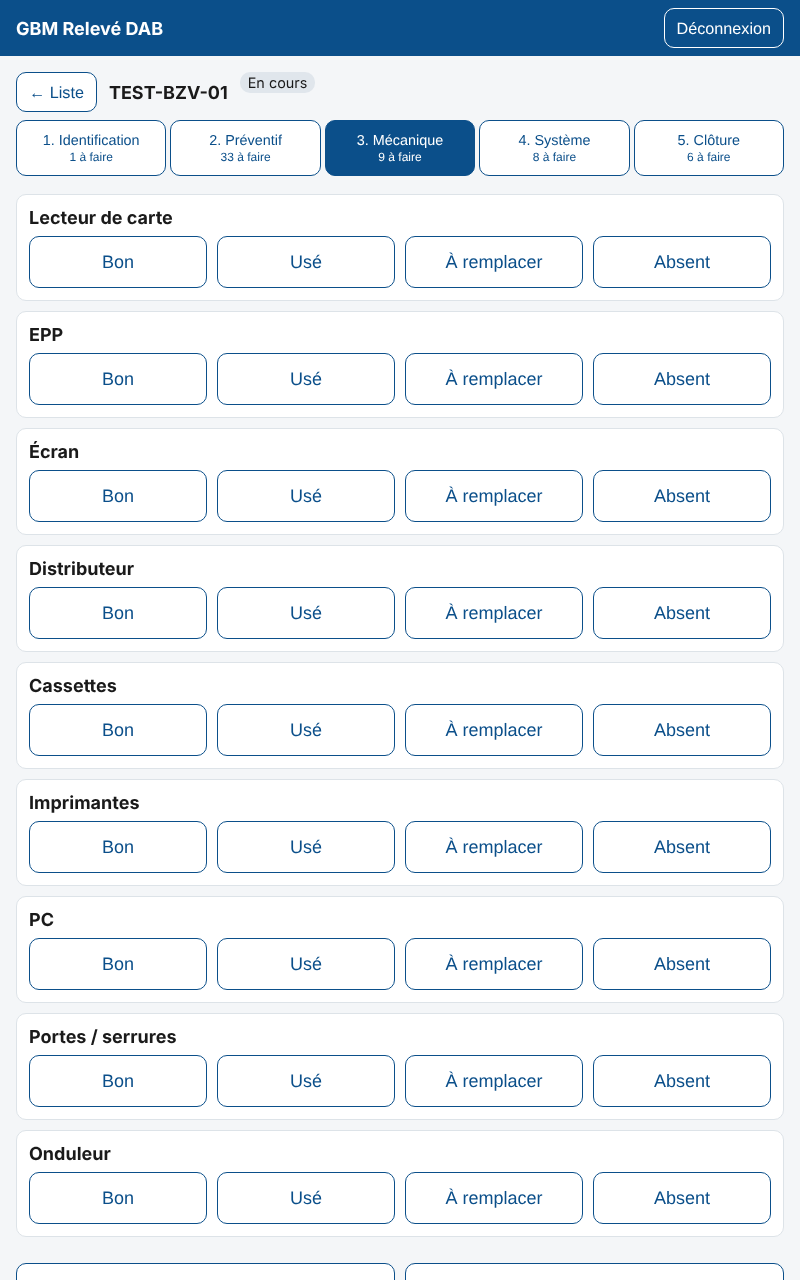 GBM Relevé DAB
Déconnexion
← Liste
TEST-BZV-01
En cours
1. Identification
1 à faire
2. Préventif
33 à faire
3. Mécanique
9 à faire
4. Système
8 à faire
5. Clôture
6 à faire
Lecteur de carte
Bon Usé À remplacer Absent
EPP
Bon Usé À remplacer Absent
Écran
Bon Usé À remplacer Absent
Distributeur
Bon Usé À remplacer Absent
Cassettes
Bon Usé À remplacer Absent
Imprimantes
Bon Usé À remplacer Absent
PC
Bon Usé À remplacer Absent
Portes / serrures
Bon Usé À remplacer Absent
Onduleur
Bon Usé À remplacer Absent